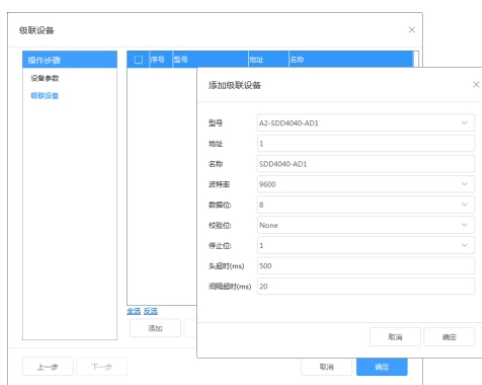 级联设备
操作步骤
设备参数
级联设备
序号 型号 地址 名称
添加级联设备
型号 A2-SDD4040-AD1
地址 1
名称 SDD4040-AD1
波特率 9600
数据位: 8
校验位: None
停止位: 1
头超时(ms) 500
间隔超时(ms) 20
取消 确定
全选 反选
添加
上一步 下一步 取消 确定